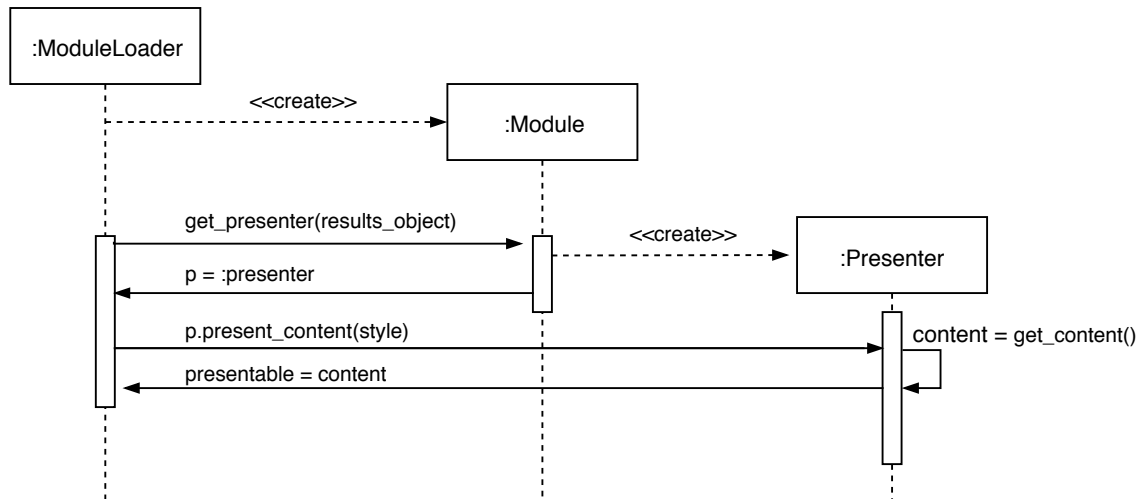 :ModuleLoader
<<create>>
:Module
get_presenter(results_object)
<<create>>
:Presenter
p = :presenter
p.present_content(style)
content = get_content()
presentable = content